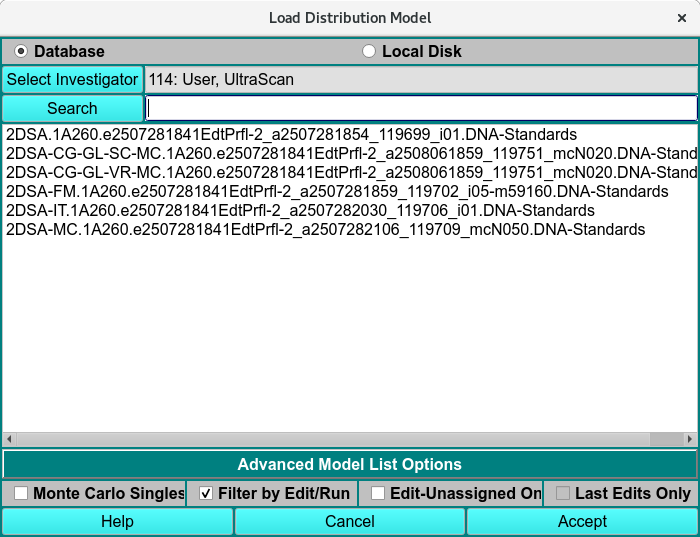 Load Distribution Model
Database
Local Disk
Select Investigator
114: User, UltraScan
Search
2DSA.1A260.e2507281841EdtPrfl-2_a2507281854_119699_i01.DNA-Standards
2DSA-CG-GL-SC-MC.1A260.e2507281841EdtPrfl-2_a2508061859_119751_mcN020.DNA-Stand
2DSA-CG-GL-VR-MC.1A260.e2507281841EdtPrfl-2_a2508061859_119751_mcN020.DNA-Stand
2DSA-FM.1A260.e2507281841EdtPrfl-2_a2507281859_119702_i05-m59160.DNA-Standards
2DSA-IT.1A260.e2507281841EdtPrfl-2_a2507282030_119706_i01.DNA-Standards
2DSA-MC.1A260.e2507281841EdtPrfl-2_a2507282106_119709_mcN050.DNA-Standards
Advanced Model List Options
Monte Carlo Singles
Filter by Edit/Run
Edit-Unassigned On
Last Edits Only
Help
Cancel
Accept